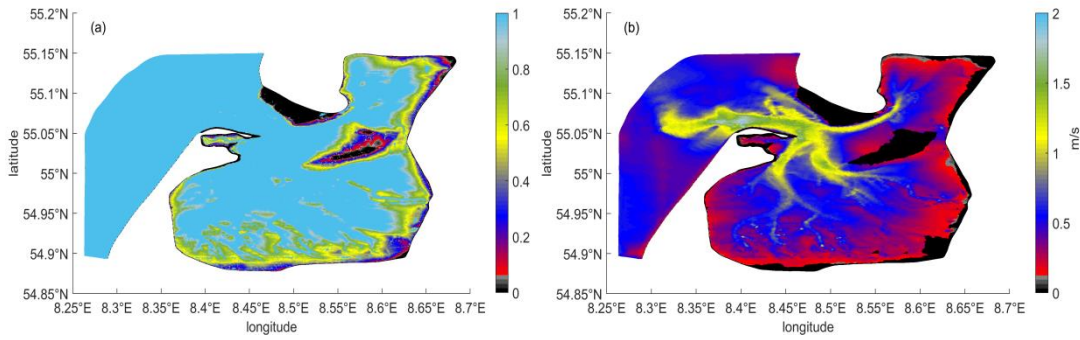 (a)
55.2°N
55.15°N
55.1°N
55.05°N
55°N
54.95°N
54.9°N
54.85°N
latitude
8.25°E 8.3°E 8.35°E 8.4°E 8.45°E 8.5°E 8.55°E 8.6°E 8.65°E 8.7°E
longitude
1
0.8
0.6
0.4
0.2
0
(b)
55.2°N
55.15°N
55.1°N
55.05°N
55°N
54.95°N
54.9°N
54.85°N
latitude
8.25°E 8.3°E 8.35°E 8.4°E 8.45°E 8.5°E 8.55°E 8.6°E 8.65°E 8.7°E
longitude
2
1.5
1
0.5
0
m/s